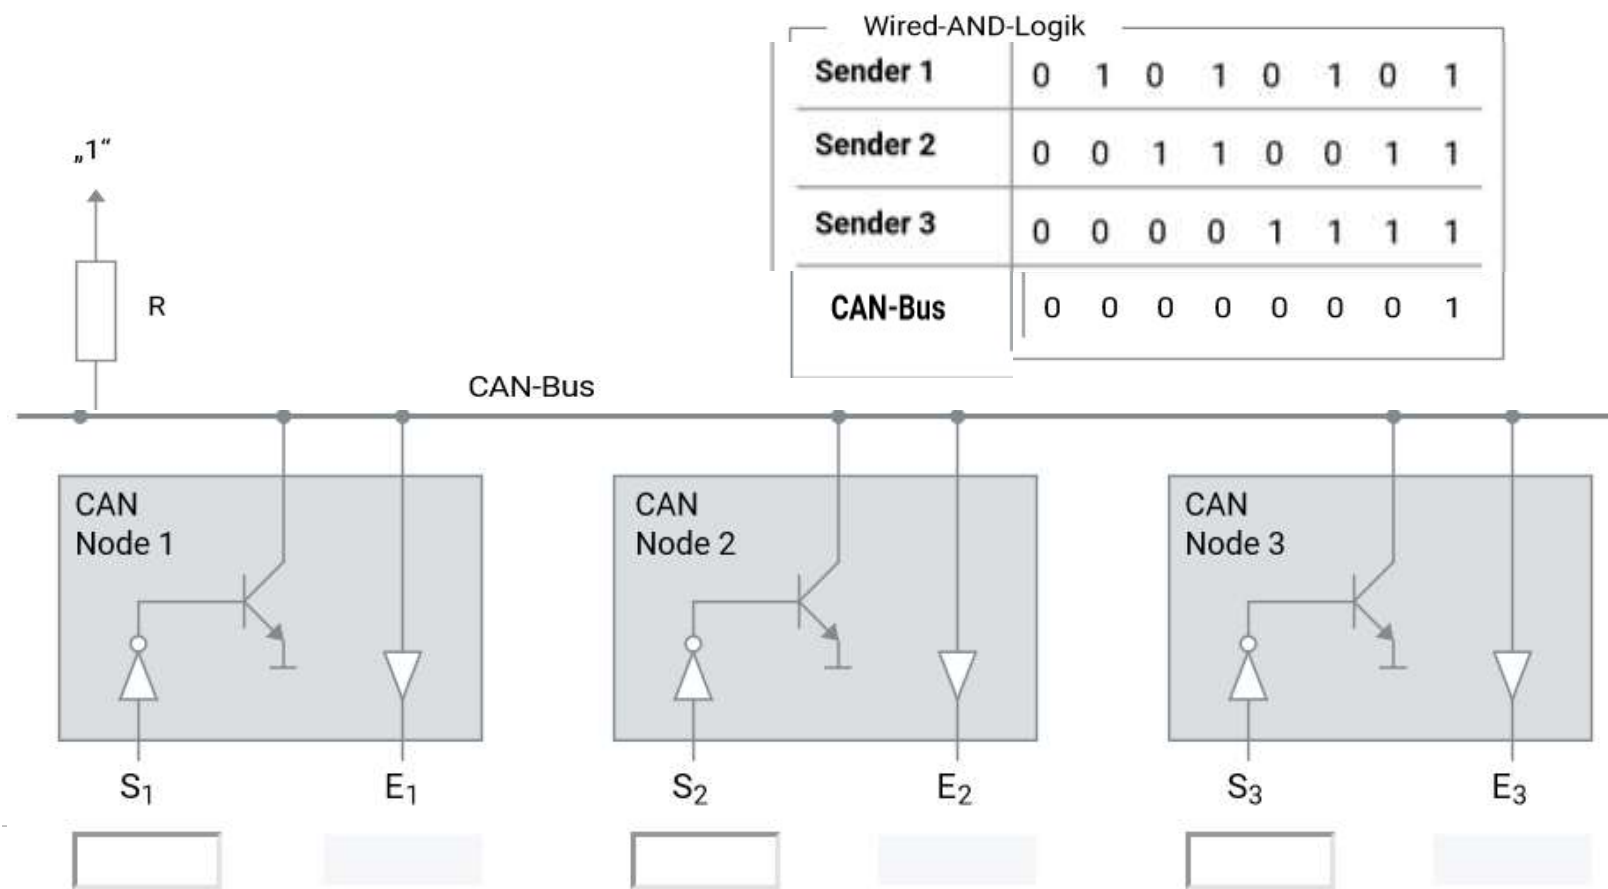 Wired-AND-Logik
Sender 1 0 1 0 1 0 1 0 1
Sender 2 0 0 1 1 0 0 1 1
Sender 3 0 0 0 0 1 1 1 1
CAN-Bus 0 0 0 0 0 0 0 1
„1“
R
CAN-Bus
CAN
Node 1
CAN
Node 2
CAN
Node 3
S₁ E₁ S₂ E₂ S₃ E₃